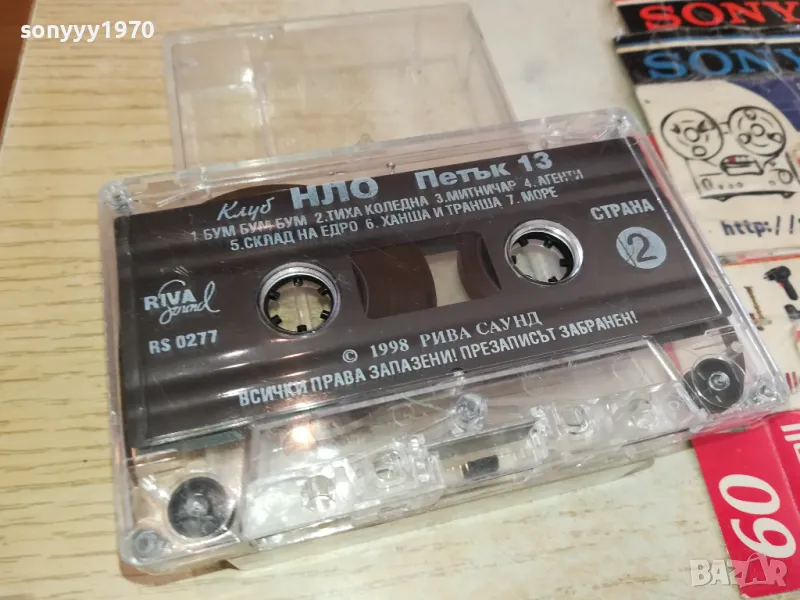 sonyyy1970
SONY
SONY
http://
Клуб НЛО Петък 13
1.БУМ БУМ БУМ 2.ТИХА КОЛЕДНА 3.МИТНИЧАР 4. АГЕНТИ
5.СКЛАД НА ЕДРО 6. ХАНША И ТРАНША 7. МОРЕ
СТРАНА
2
RIVA
Sound
RS 0277
© 1998 РИВА САУНД
ВСИЧКИ ПРАВА ЗАПАЗЕНИ! ПРЕЗАПИСЪТ ЗАБРАНЕН!
60
BAZAR